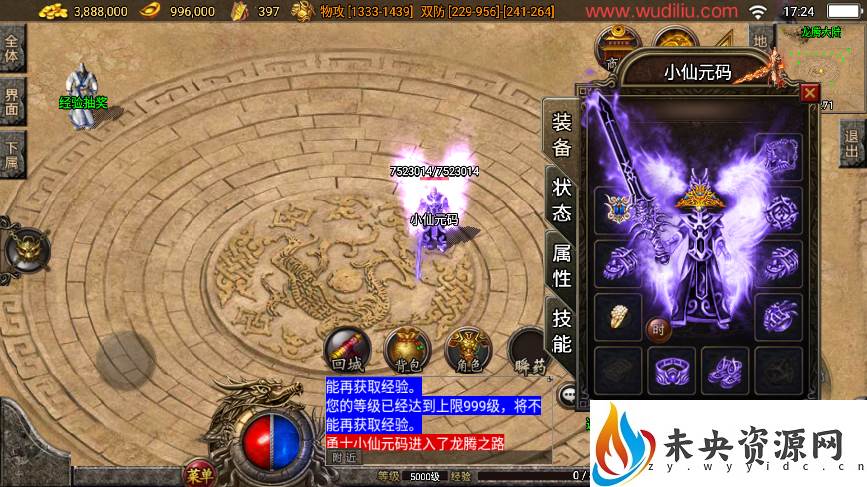 3,888,000
996,000
397
物攻 [1333-1439] 双防 [229-956]-[241-264]
www.wudiliu.com
17:24
全体
界面
下属
经验抽奖
7523014/7523014
小仙元码
商
地
龙腾大陆
退出
小仙元码
装备
状态
属性
技能
时
回城
背包
角色
瞬药
能再获取经验。
您的等级已经达到上限999级，将不
能再获取经验。
勇士小仙元码进入了龙腾之路
附近
菜单
等级 5000级 经验
未央资源网
zy.wyyidc.cn